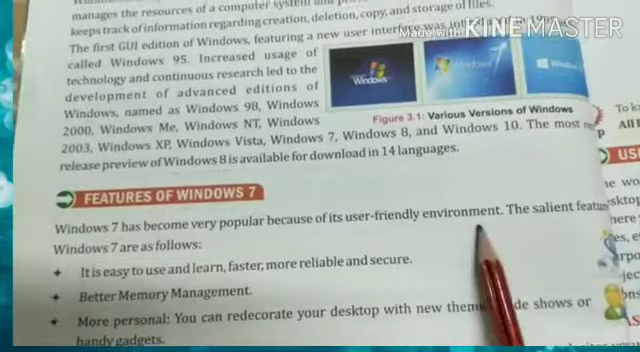 manages the resources of a computer system and
keeps track of information regarding creation, deletion, copy, and storage of files.
The first GUI edition of Windows, featuring a new user interface was
called Windows 95. Increased usage of
technology and continuous research led to the
development of advanced editions of
Windows, named as Windows 98, Windows
2000, Windows Me, Windows NT, Windows
2003, Windows XP, Windows Vista, Windows 7, Windows 8, and Windows 10. The most
release preview of Windows 8 is available for download in 14 languages.
Made with KINEMASTER
Windows
Windows 7
Figure 3.1: Various Versions of Windows
FEATURES OF WINDOWS 7
Windows 7 has become very popular because of its user-friendly environment. The salient
Windows 7 are as follows:
It is easy to use and learn, faster, more reliable and secure.
Better Memory Management.
More personal: You can redecorate your desktop with new shows or
handy gadgets.